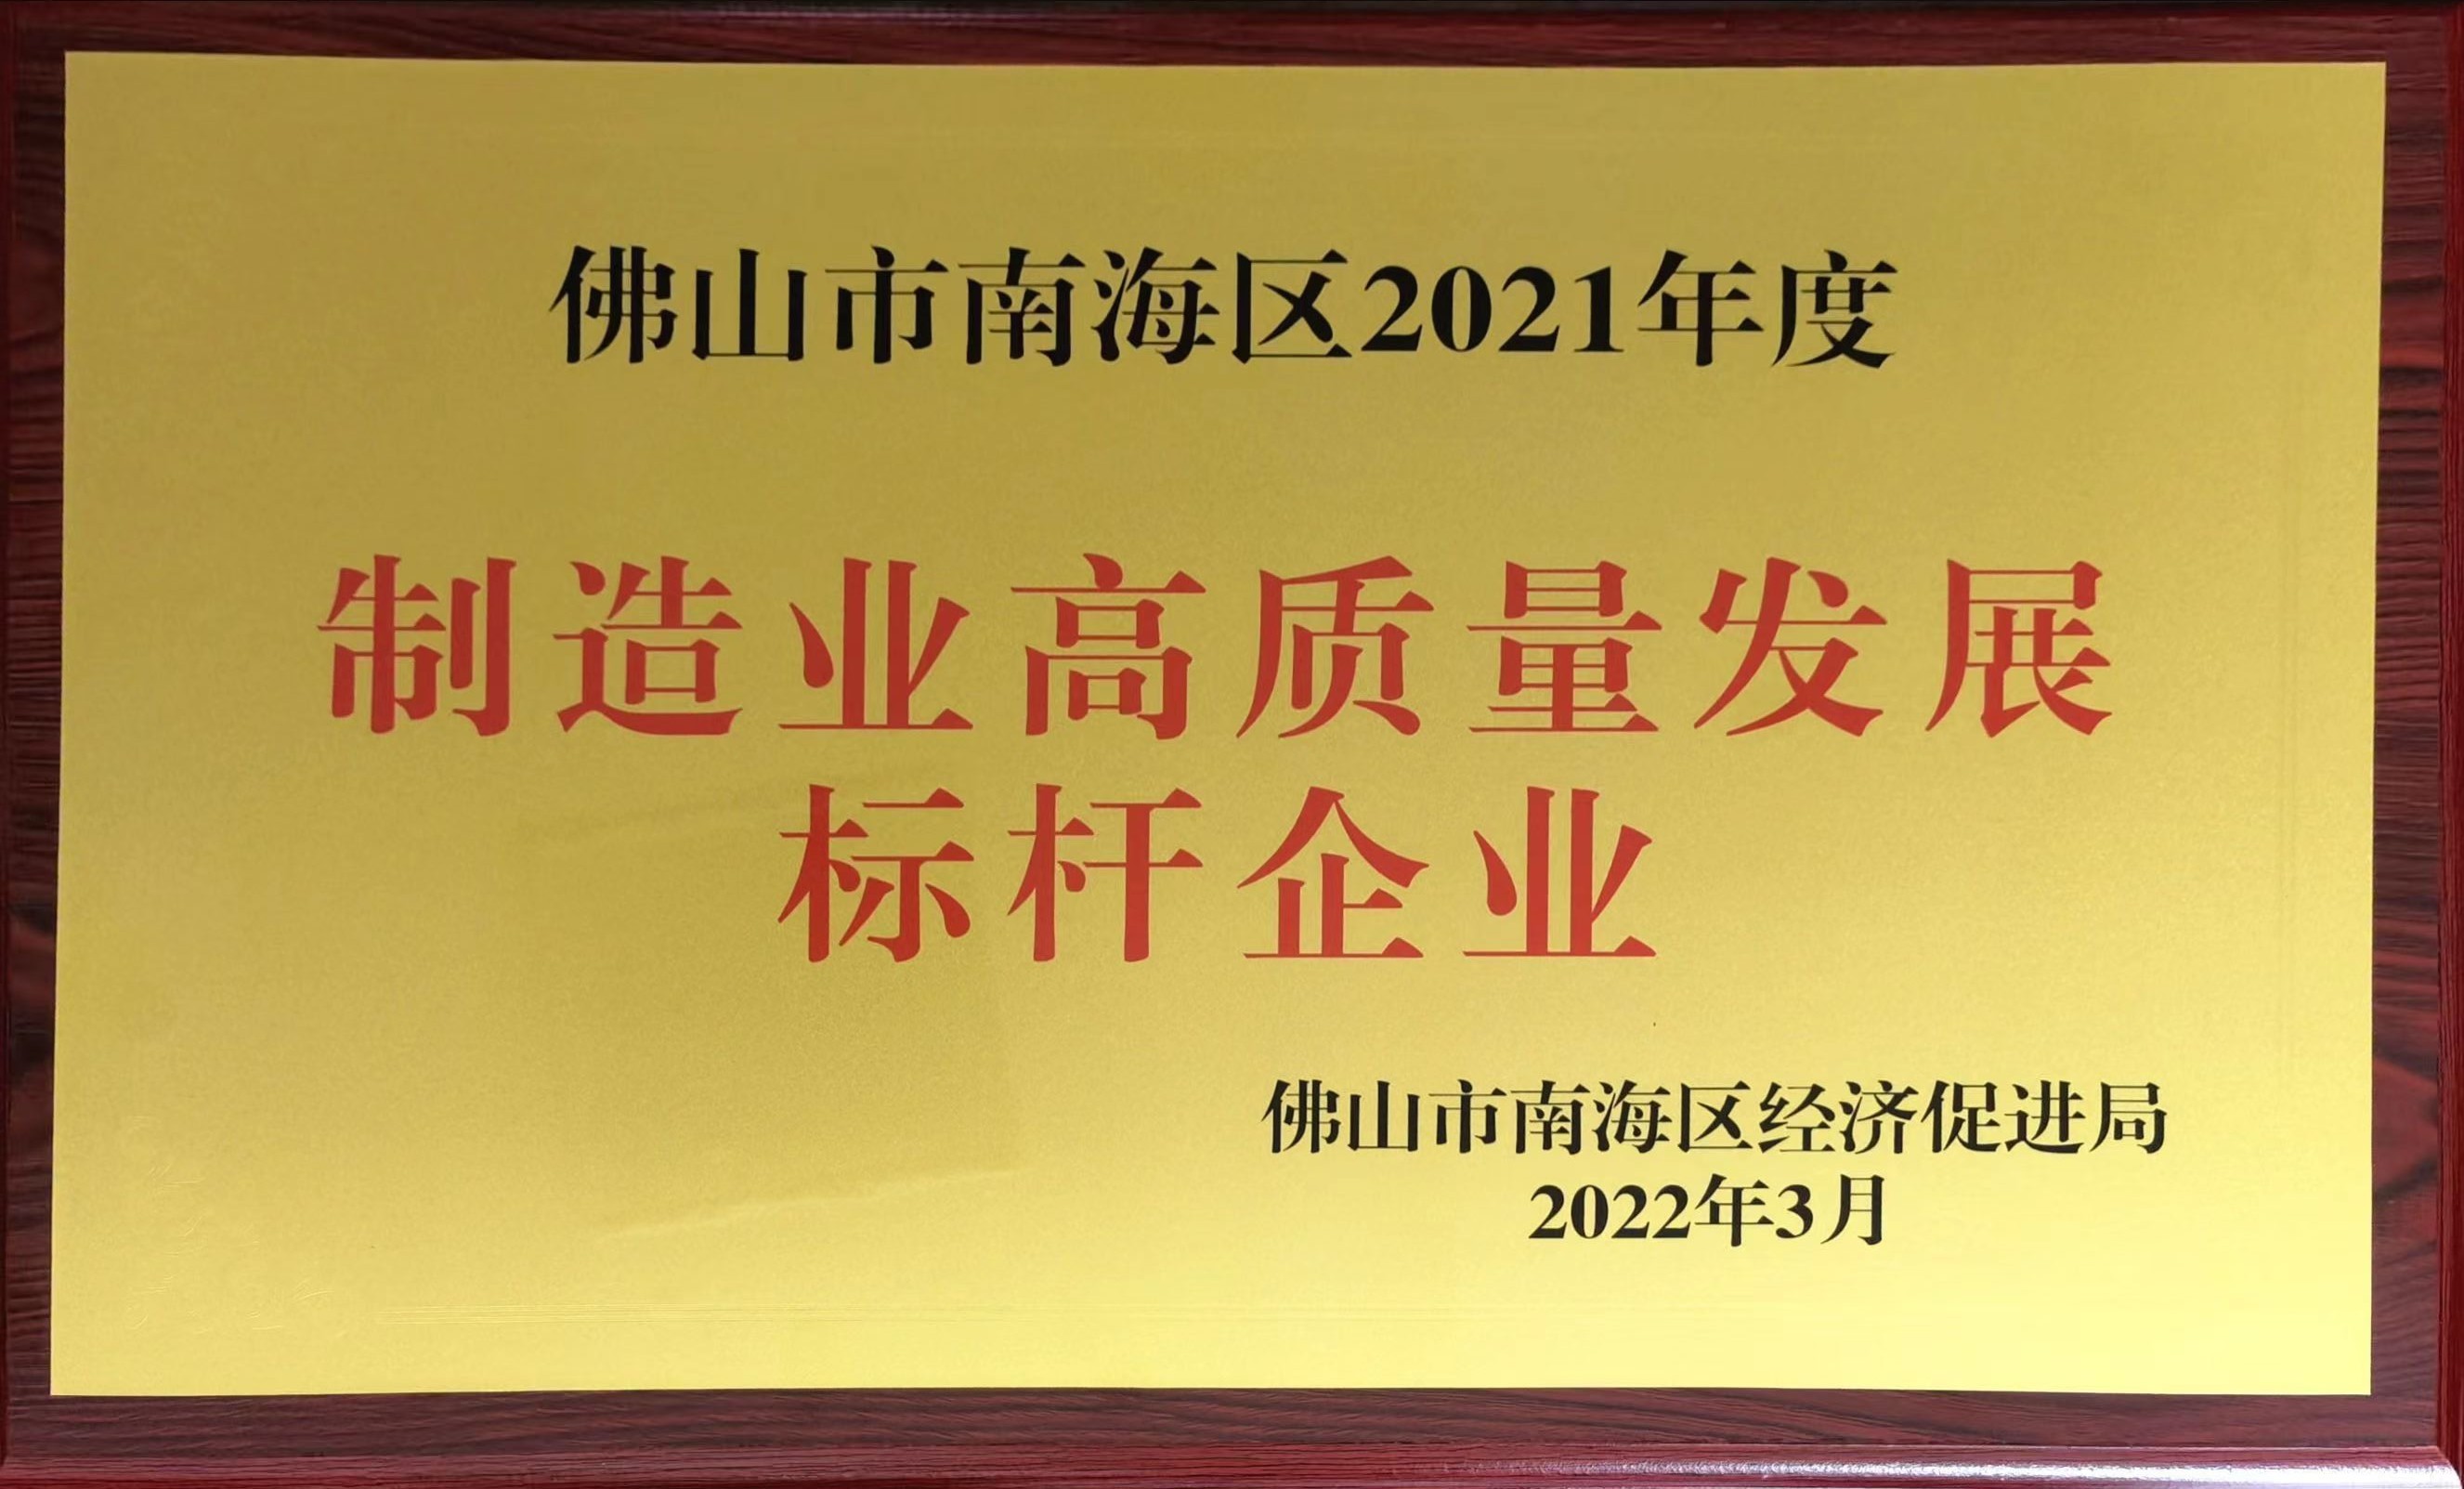 佛山市南海区2021年度
制造业高质量发展
标杆企业
佛山市南海区经济促进局
2022年3月